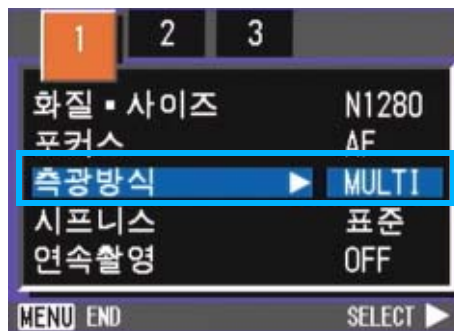 1 2 3
화질▪사이즈 N1280
포커스 AF
측광방식 ▶ MULTI
시프니스 표준
연속촬영 OFF
MENU END SELECT ▶